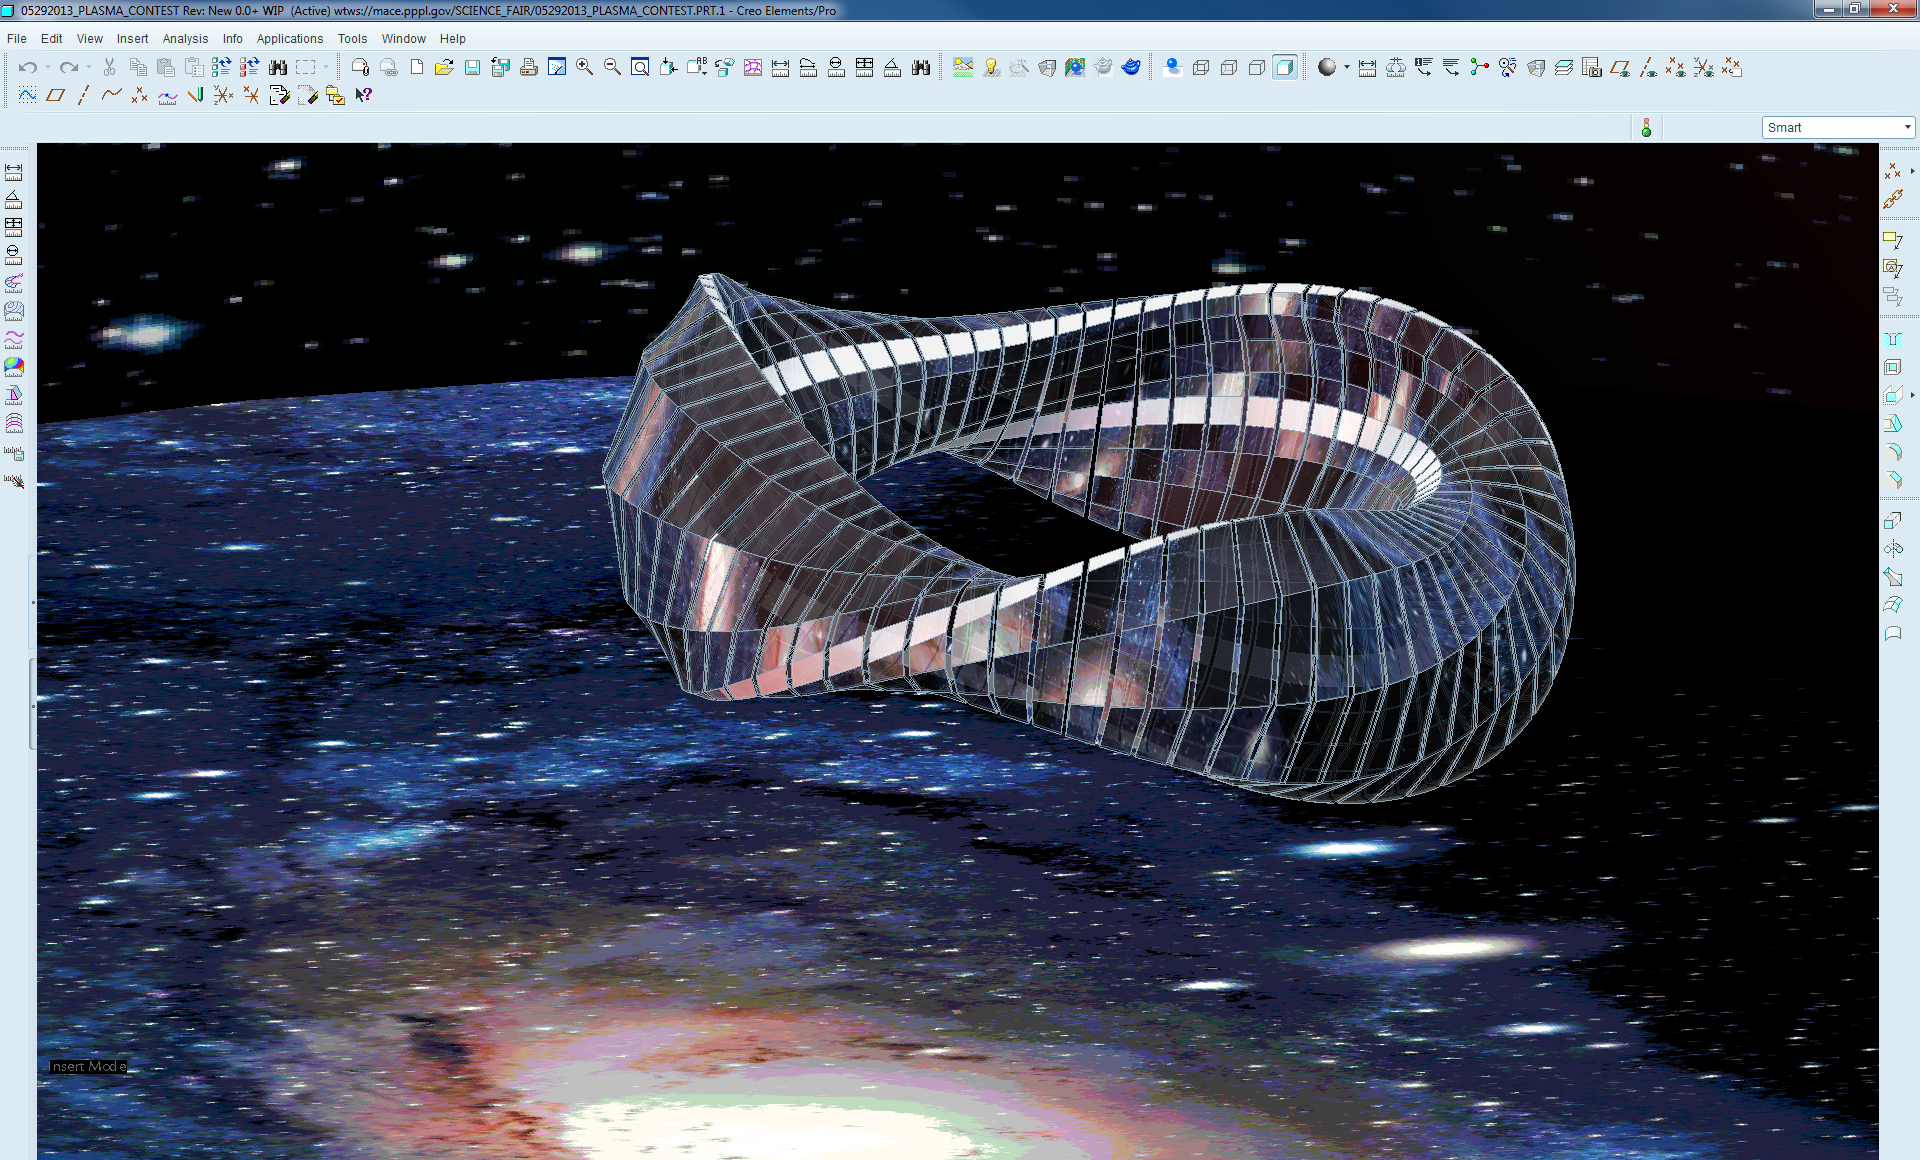 05292013_PLASMA_CONTEST Rev: New 0.0+ WIP (Active) wtws://mace.pppl.gov/SCIENCE_FAIR/05292013_PLASMA_CONTEST.PRT.1 - Creo Elements/Pro
File Edit View Insert Analysis Info Applications Tools Window Help
Smart
Insert Mode